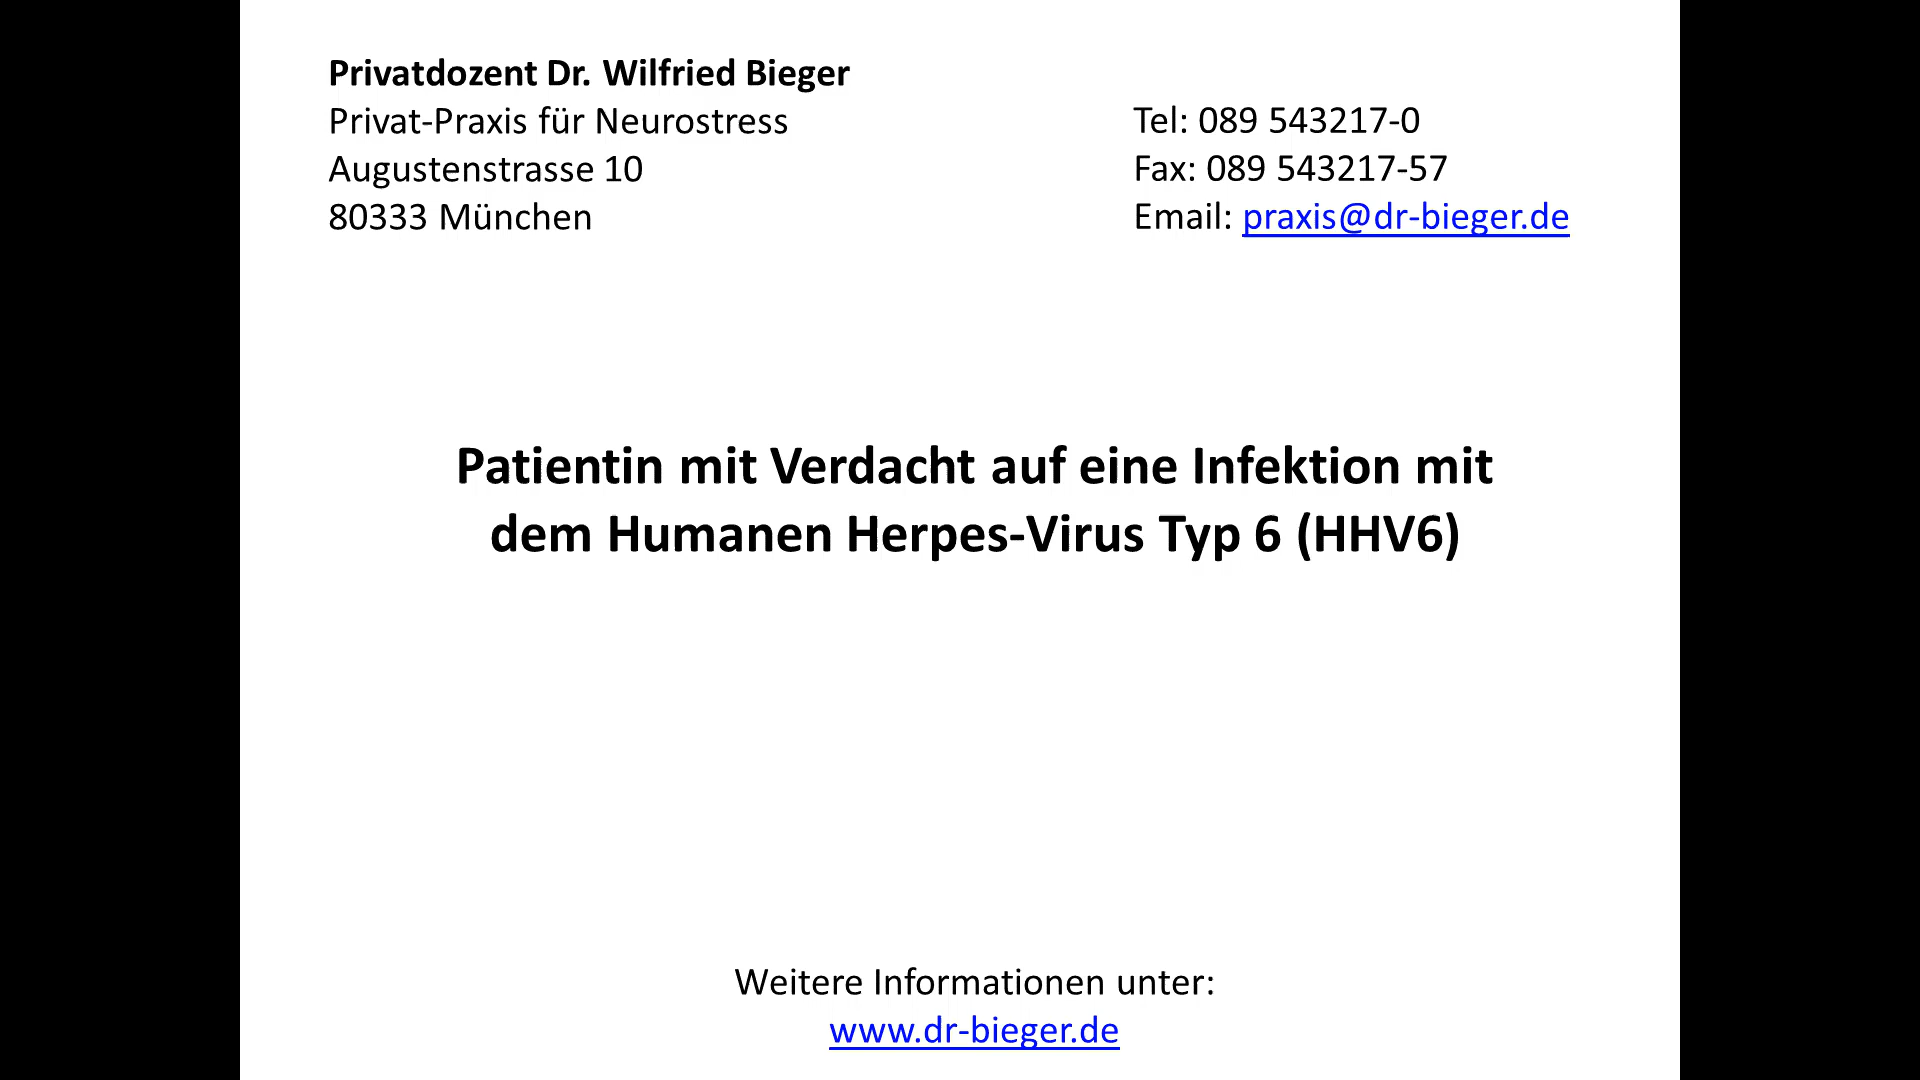 Privatdozent Dr. Wilfried Bieger
Privat-Praxis für Neurostress
Augustenstrasse 10
80333 München
Tel: 089 543217-0
Fax: 089 543217-57
Email: praxis@dr-bieger.de
Patientin mit Verdacht auf eine Infektion mit
dem Humanen Herpes-Virus Typ 6 (HHV6)
Weitere Informationen unter:
www.dr-bieger.de